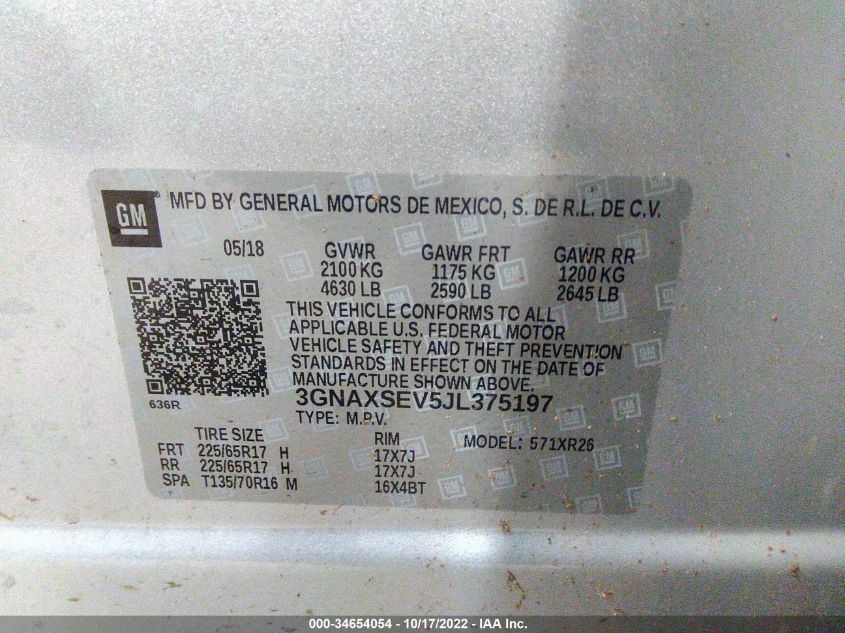 GM
MFD BY GENERAL MOTORS DE MEXICO, S. DE R.L. DE C.V.
05/18 GVWR GAWR FRT GAWR RR
2100 KG 1175 KG 1200 KG
4630 LB 2590 LB 2645 LB
THIS VEHICLE CONFORMS TO ALL
APPLICABLE U.S. FEDERAL MOTOR
VEHICLE SAFETY AND THEFT PREVENTION
STANDARDS IN EFFECT ON THE DATE OF
MANUFACTURE SHOWN ABOVE.
3GNAXSEV5JL375197
636R
TYPE: M.P.V.
TIRE SIZE RIM MODEL: 571XR26
FRT 225/65R17 H 17X7J
RR 225/65R17 H 17X7J
SPA T135/70R16 M 16X4BT
000-34654054 - 10/17/2022 - IAA Inc.